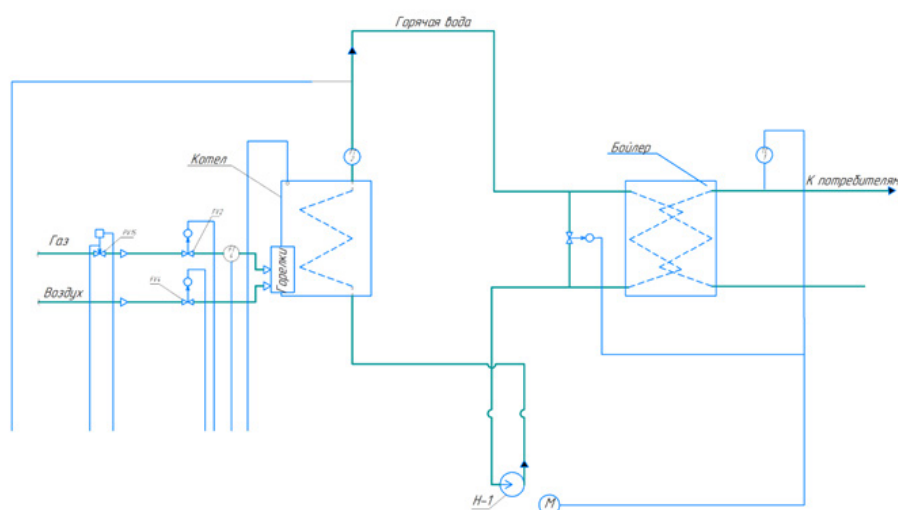 Горячая вода
Котел
Бойлер
К потребителям
Газ
Воздух
Горелки
Н-1
М